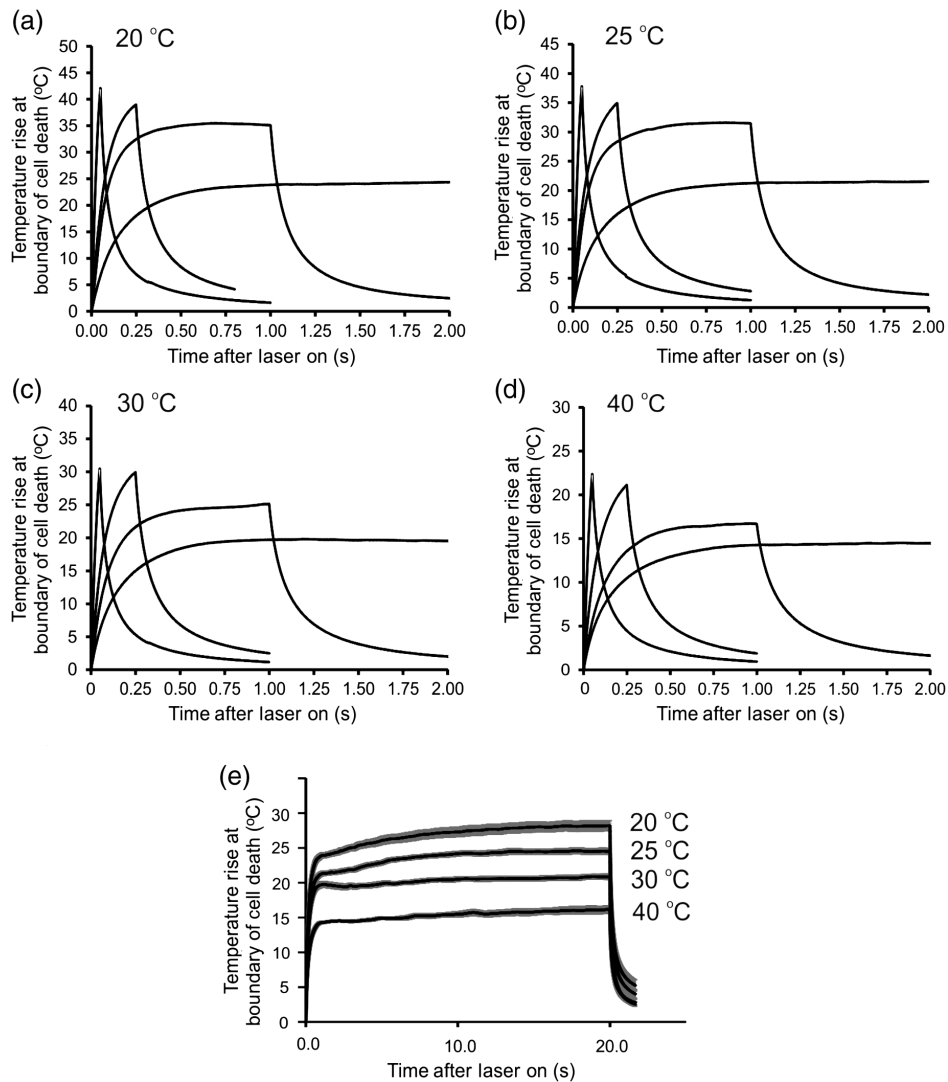 (a)
20 °C
Temperature rise at
boundary of cell death (°C)
50
45
40
35
30
25
20
15
10
5
0
0.00 0.25 0.50 0.75 1.00 1.25 1.50 1.75 2.00
Time after laser on (s)
(b)
25 °C
Temperature rise at
boundary of cell death (°C)
45
40
35
30
25
20
15
10
5
0
0.00 0.25 0.50 0.75 1.00 1.25 1.50 1.75 2.00
Time after laser on (s)
(c)
30 °C
Temperature rise at
boundary of cell death (°C)
40
35
30
25
20
15
10
5
0
0 0.25 0.50 0.75 1.00 1.25 1.50 1.75 2.00
Time after laser on (s)
(d)
40 °C
Temperature rise at
boundary of cell death (°C)
30
25
20
15
10
5
0
0 0.25 0.50 0.75 1.00 1.25 1.50 1.75 2.00
Time after laser on (s)
(e)
Temperature rise at
boundary of cell death (°C)
30
25
20
15
10
5
0
20 °C
25 °C
30 °C
40 °C
0.0 10.0 20.0
Time after laser on (s)